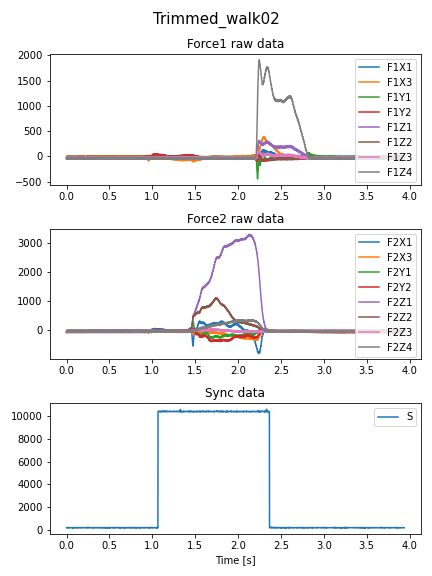 Trimmed_walk02
Force1 raw data
2000
1500
1000
500
0
−500
F1X1
F1X3
F1Y1
F1Y2
F1Z1
F1Z2
F1Z3
F1Z4
0.0 0.5 1.0 1.5 2.0 2.5 3.0 3.5 4.0
Force2 raw data
3000
2000
1000
0
F2X1
F2X3
F2Y1
F2Y2
F2Z1
F2Z2
F2Z3
F2Z4
0.0 0.5 1.0 1.5 2.0 2.5 3.0 3.5 4.0
Sync data
10000
8000
6000
4000
2000
0
S
0.0 0.5 1.0 1.5 2.0 2.5 3.0 3.5 4.0
Time [s]